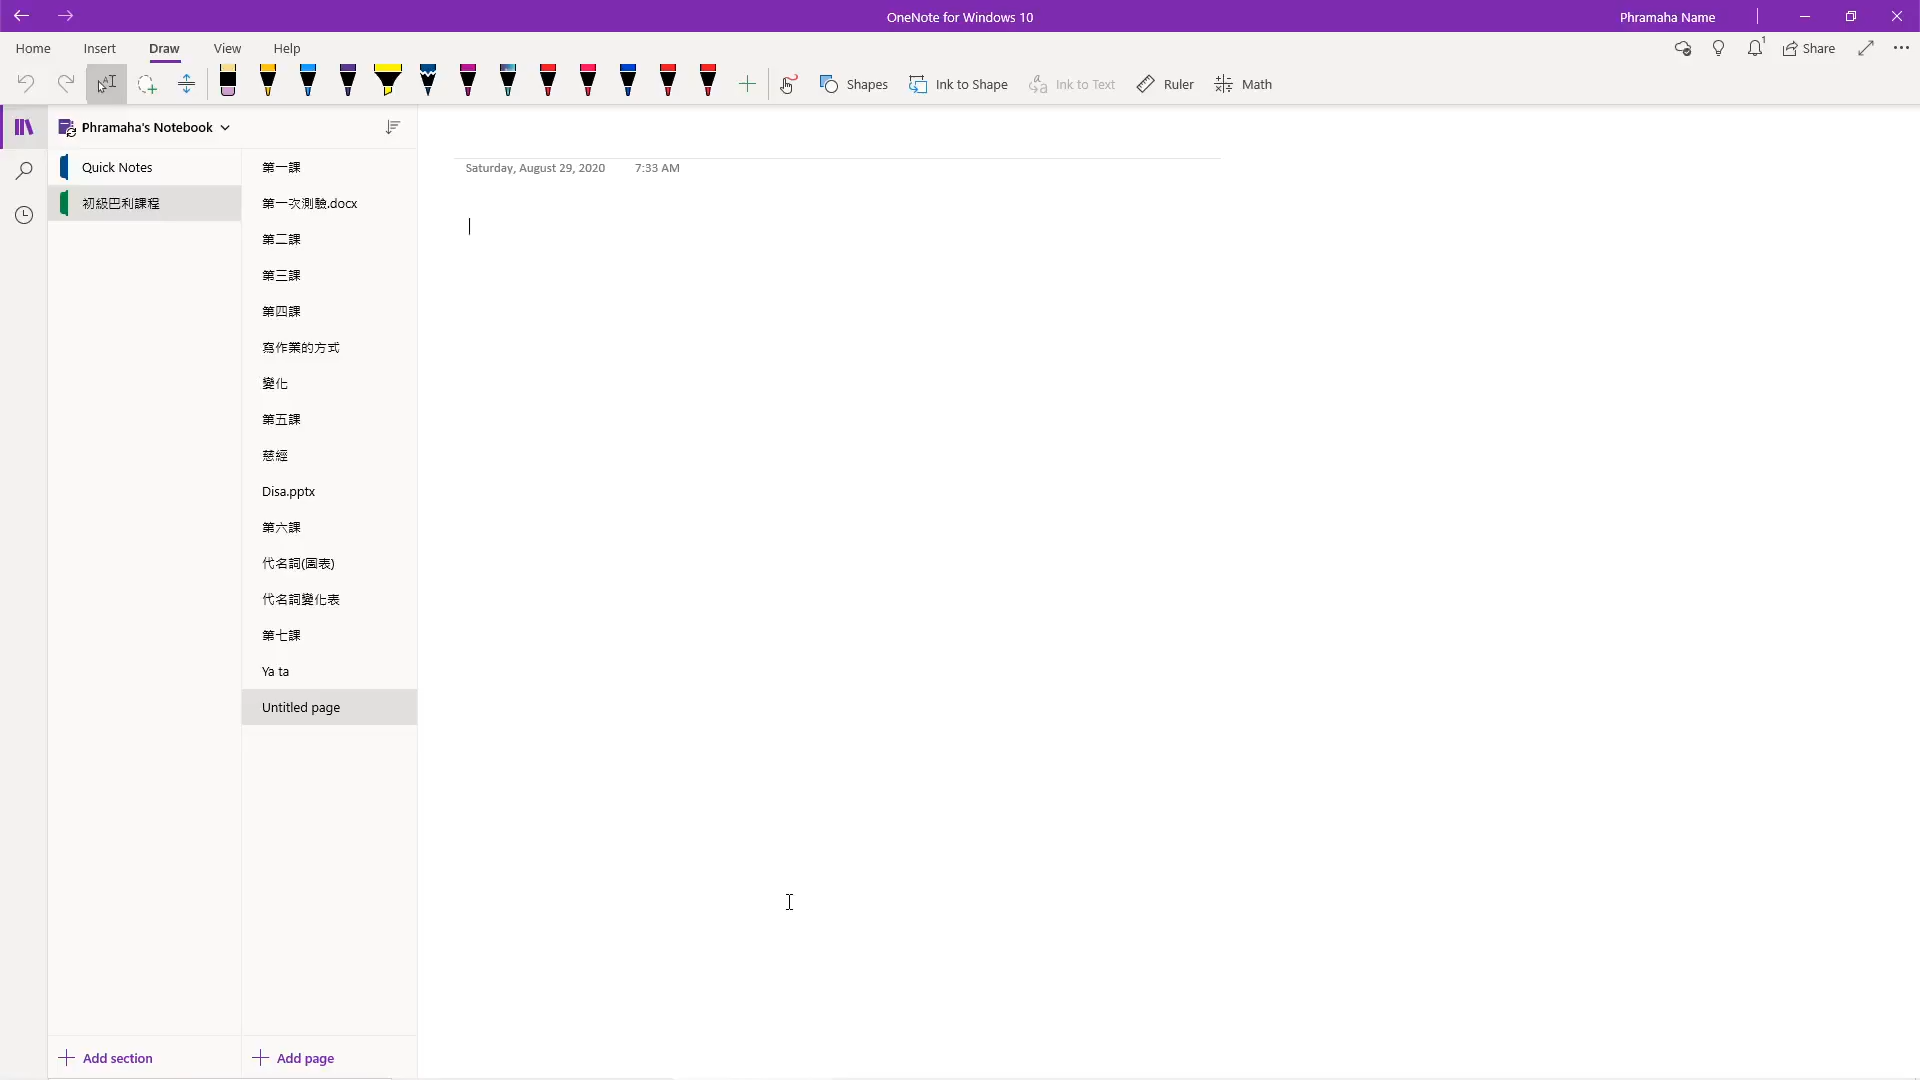 OneNote for Windows 10
Phramaha Name
Home Insert Draw View Help
Share
Shapes Ink to Shape Ink to Text Ruler Math
Phramaha's Notebook
Quick Notes
初級巴利課程
第一課
第一次測驗.docx
第二課
第三課
第四課
寫作業的方式
變化
第五課
慈經
Disa.pptx
第六課
代名詞(圖表)
代名詞變化表
第七課
Ya ta
Untitled page
Saturday, August 29, 2020 7:33 AM
Add section
Add page